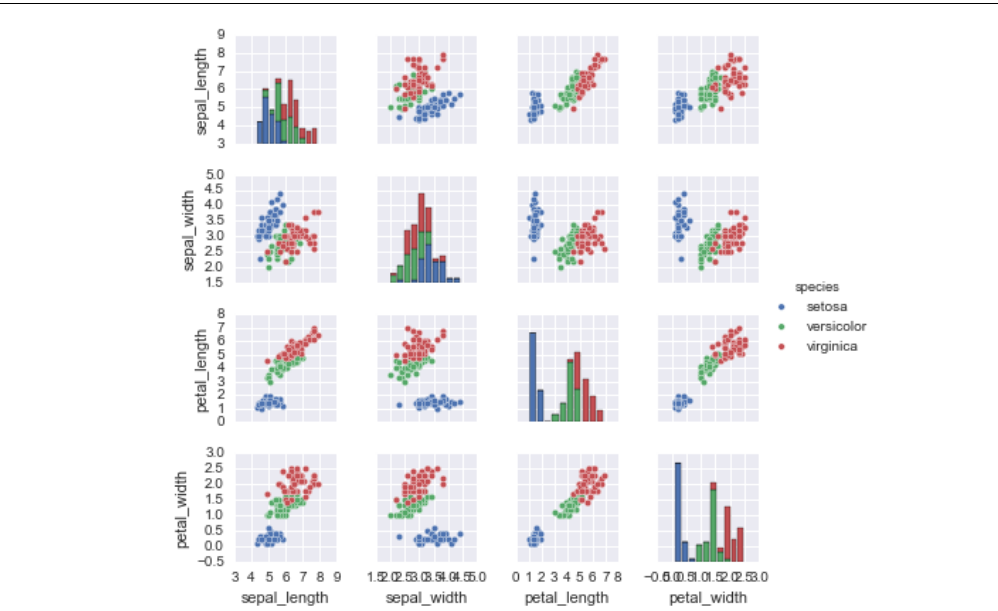 9
8
7
6
5
4
3
sepal_length
5.0
4.5
4.0
3.5
3.0
2.5
2.0
1.5
sepal_width
species
setosa
versicolor
virginica
8
7
6
5
4
3
2
1
0
petal_length
3.0
2.5
2.0
1.5
1.0
0.5
0.0
−0.5
petal_width
3 4 5 6 7 8 9
1.5 2.0 2.5 3.0 3.5 4.0 4.5 5.0
0 1 2 3 4 5 6 7 8
−0.5 0.0 0.5 1.0 1.5 2.0 2.5 3.0
sepal_length sepal_width petal_length petal_width